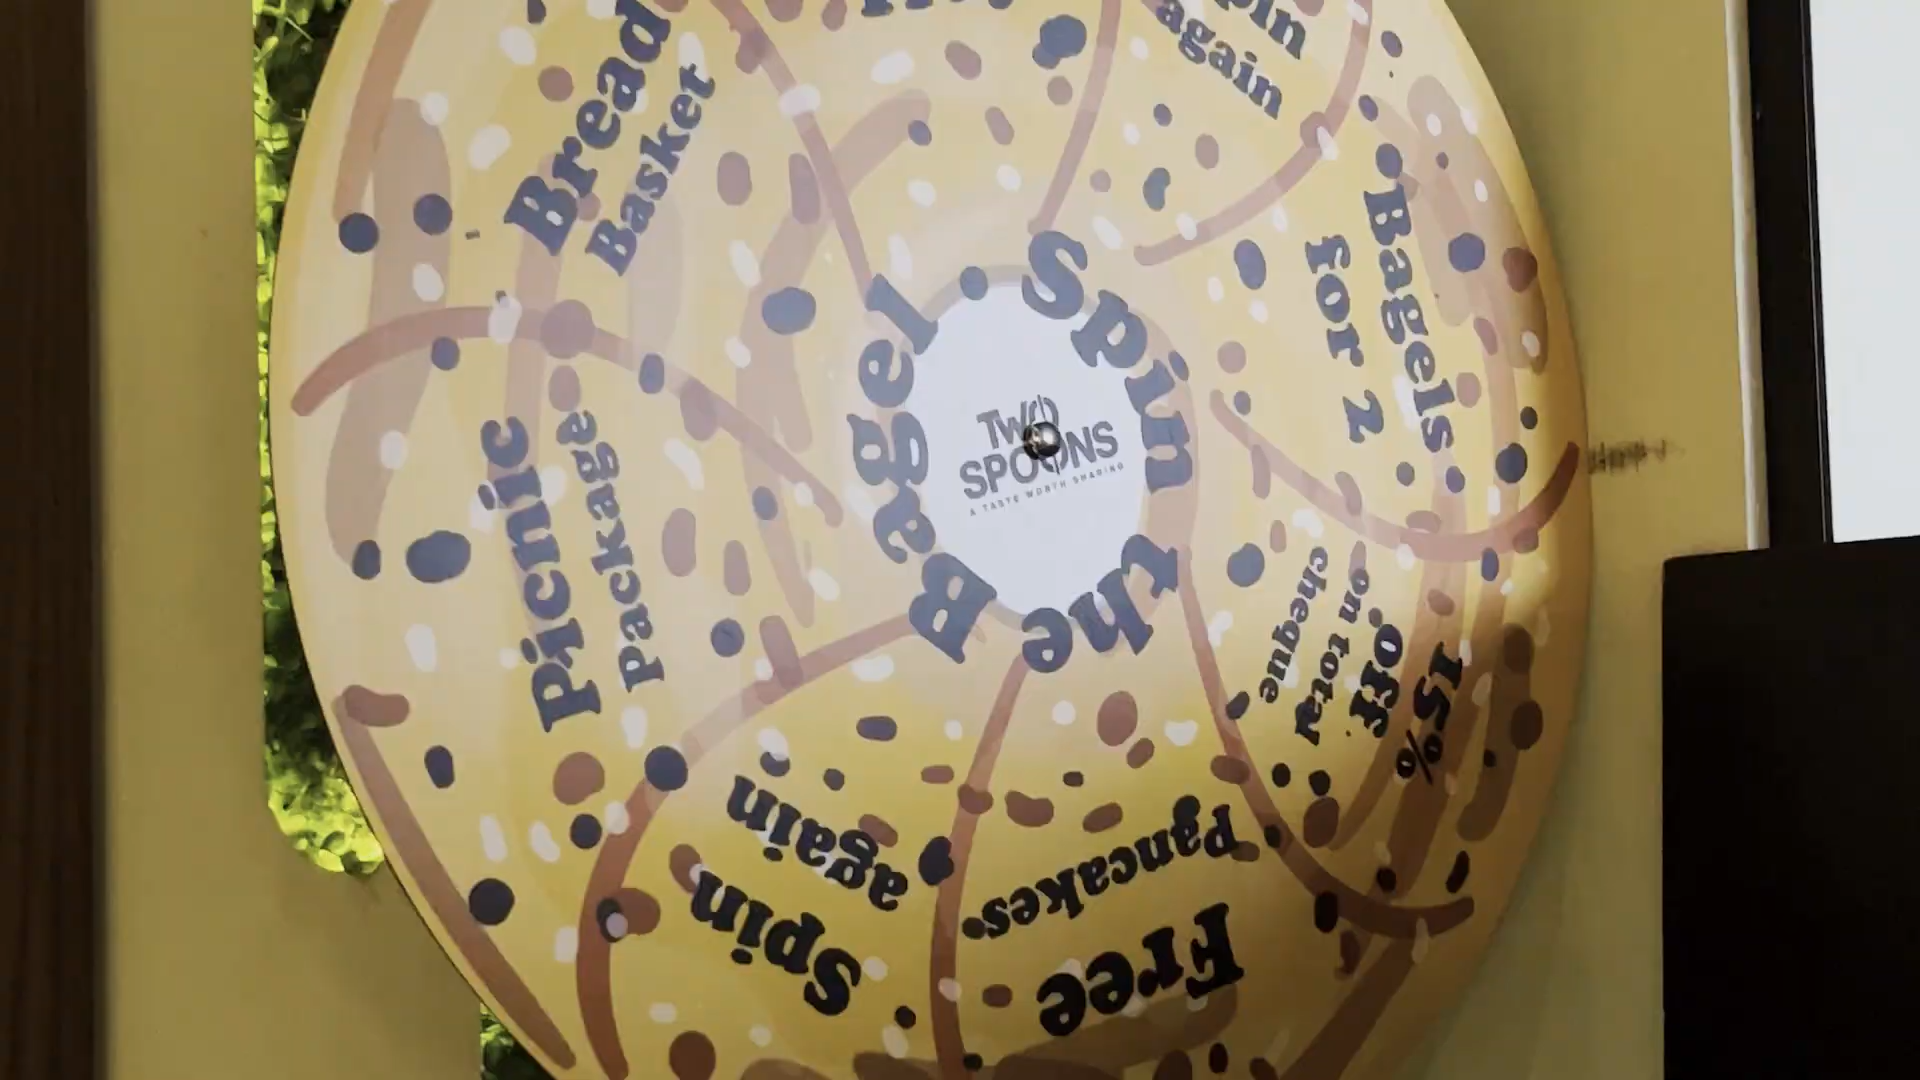 Bread
Basket
pin
again
Bagels
for 2
Spin the Bagel
TWO
SPOONS
A TASTE WORTH SHARING
Picnic
Package
15%
off
on total
cheque
Spin
again
Free
Pancakes